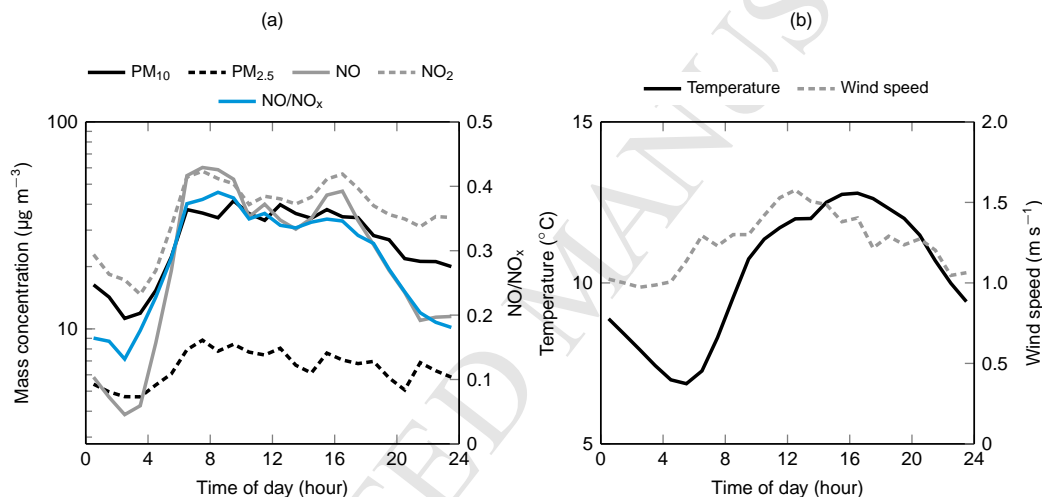 (a)
PM10 PM2.5 NO NO2
NO/NOx
Mass concentration (µg m−3)
100
10
0.5
0.4
0.3
0.2
0.1
0
NO/NOx
0 4 8 12 16 20 24
Time of day (hour)
(b)
Temperature Wind speed
Temperature (°C)
15
10
5
2.0
1.5
1.0
0.5
0
Wind speed (m s−1)
0 4 8 12 16 20 24
Time of day (hour)
TED MANUS